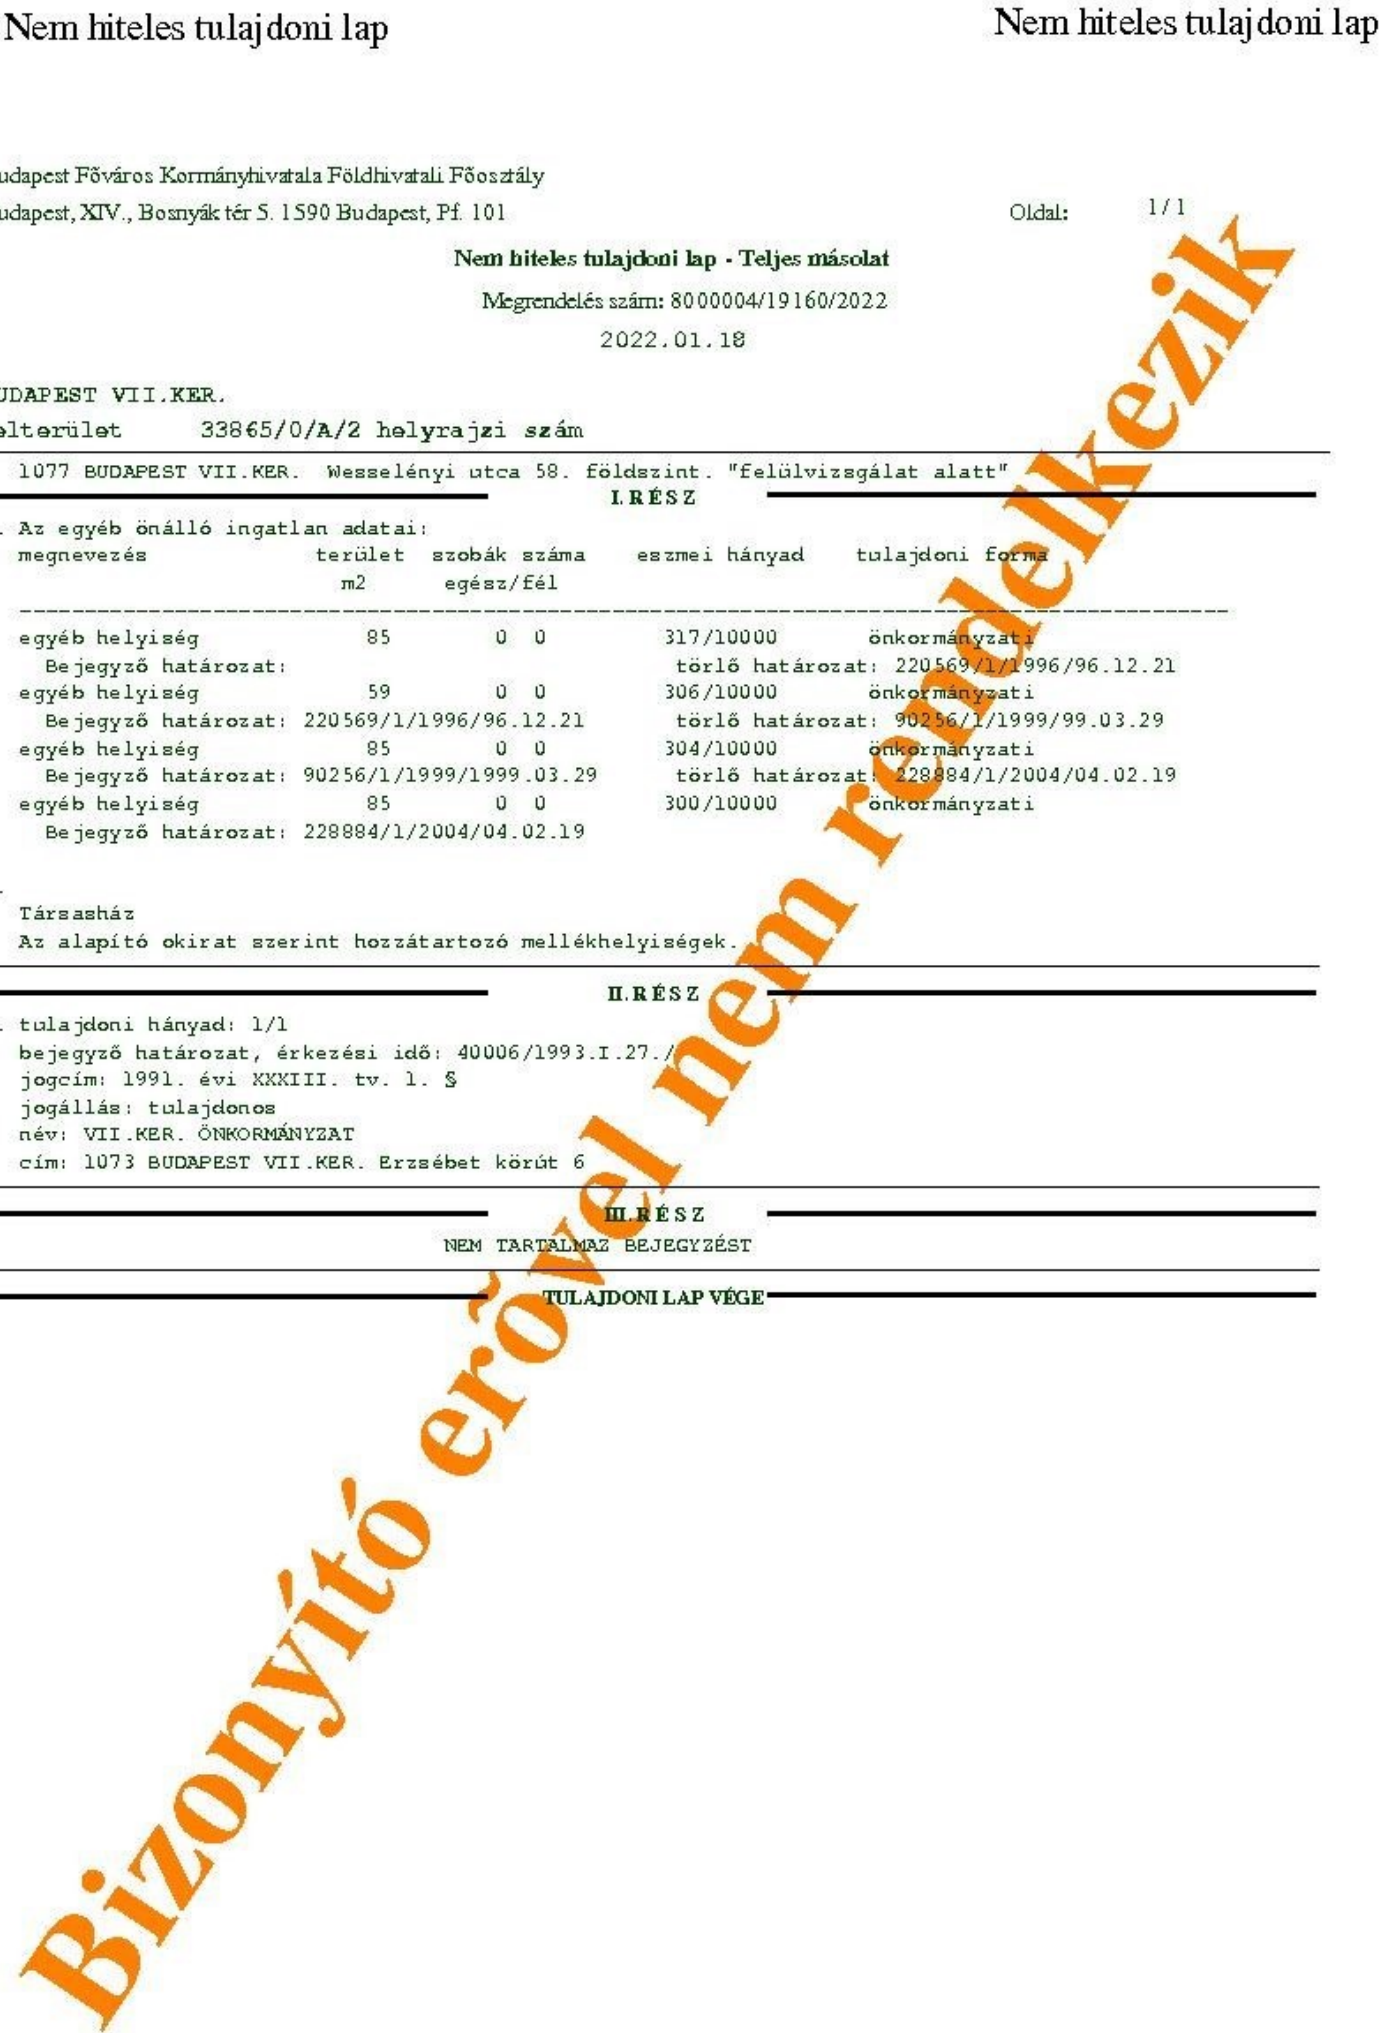 Nem hiteles tulajdoni lap
Nem hiteles tulajdoni lap
udapest Főváros Kormányhivatala Földhivatali Főosztály
udapest, XIV., Bosnyák tér 5. 1590 Budapest, Pf. 101
Oldal: 1/1
Nem hiteles tulajdoni lap - Teljes másolat
Megrendelés szám: 8000004/19160/2022
2022.01.18
UDAPEST VII.KER.
elterület 33865/0/A/2 helyrajzi szám
1077 BUDAPEST VII.KER. Wesselényi utca 58. földszint. "felülvizsgálat alatt"
I.RÉSZ
. Az egyéb önálló ingatlan adatai:
megnevezés terület szobák száma eszmei hányad tulajdoni forma
m2 egész/fél
egyéb helyiség 85 0 0 317/10000 önkormányzati
Bejegyző határozat: törlő határozat: 220569/1/1996/96.12.21
egyéb helyiség 59 0 0 306/10000 önkormányzati
Bejegyző határozat: 220569/1/1996/96.12.21 törlő határozat: 90256/1/1999/99.03.29
egyéb helyiség 85 0 0 304/10000 önkormányzati
Bejegyző határozat: 90256/1/1999/1999.03.29 törlő határozat: 228884/1/2004/04.02.19
egyéb helyiség 85 0 0 300/10000 önkormányzati
Bejegyző határozat: 228884/1/2004/04.02.19
.
Társasház
Az alapító okirat szerint hozzátartozó mellékhelyiségek.
II.RÉSZ
. tulajdoni hányad: 1/1
bejegyző határozat, érkezési idő: 40006/1993.I.27./
jogcím: 1991. évi XXXIII. tv. 1. §
jogállás: tulajdonos
név: VII.KER. ÖNKORMÁNYZAT
cím: 1073 BUDAPEST VII.KER. Erzsébet körút 6
III.RÉSZ
NEM TARTALMAZ BEJEGYZÉST
TULAJDONI LAP VÉGE
Bizonyító erõvel nem rendelkezik